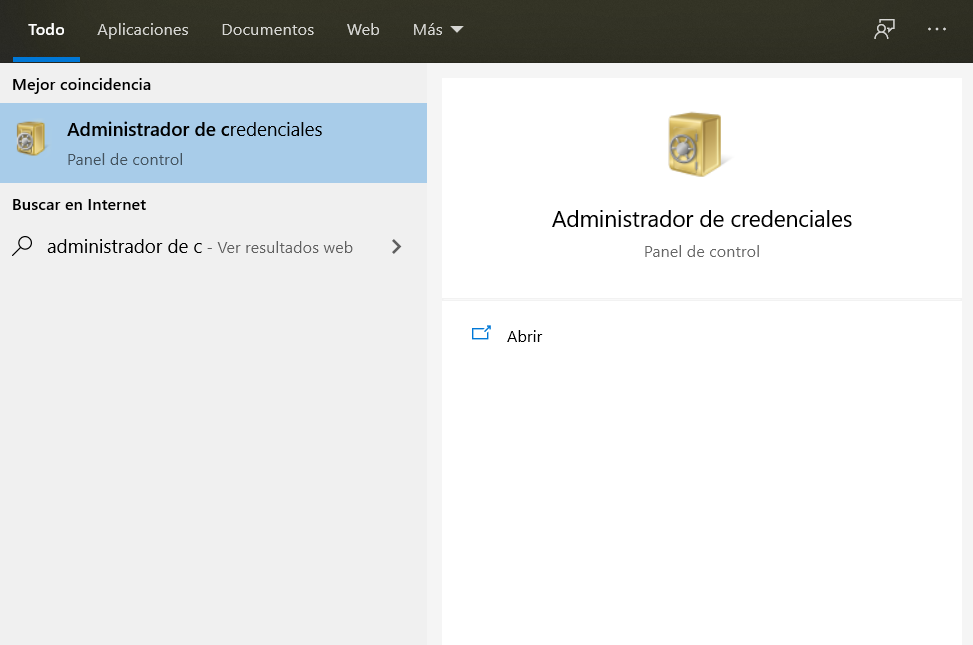 Todo Aplicaciones Documentos Web Más
Mejor coincidencia
Administrador de credenciales
Panel de control
Buscar en Internet
administrador de c - Ver resultados web
Administrador de credenciales
Panel de control
Abrir